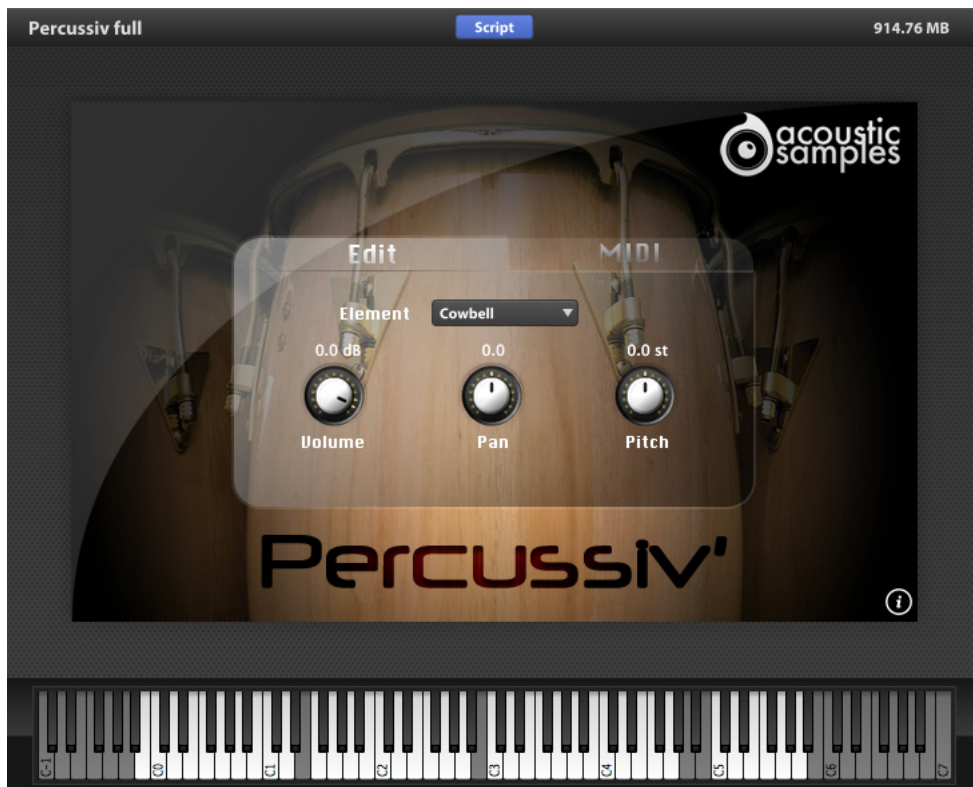 Percussiv full
Script
914.76 MB
acoustic
samples
Edit
MIDI
Element
Cowbell
0.0 dB
0.0
0.0 st
Volume
Pan
Pitch
Percussiv'
i
C-1
C0
C1
C2
C3
C4
C5
C6
C7